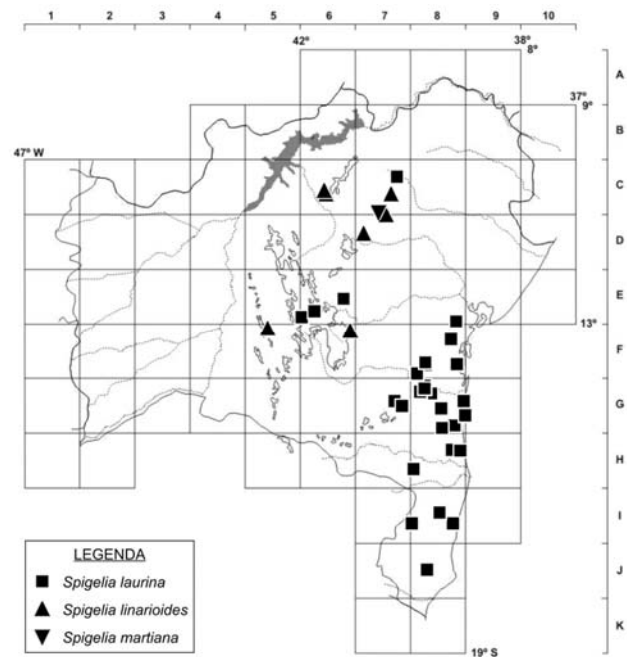 1 2 3 4 5 6 7 8 9 10
42° 38°
8°
A
37°
9°
B
47° W
C
D
E
13°
F
G
H
I
J
K
19° S
LEGENDA
Spigelia laurina
Spigelia linarioides
Spigelia martiana